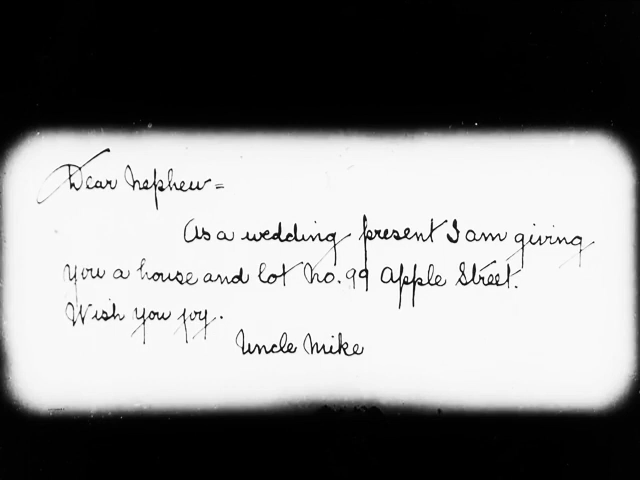 Dear Nephew=
As a wedding present I am giving
you a house and lot No. 99 Apple Street.
Wish you joy.
Uncle Mike